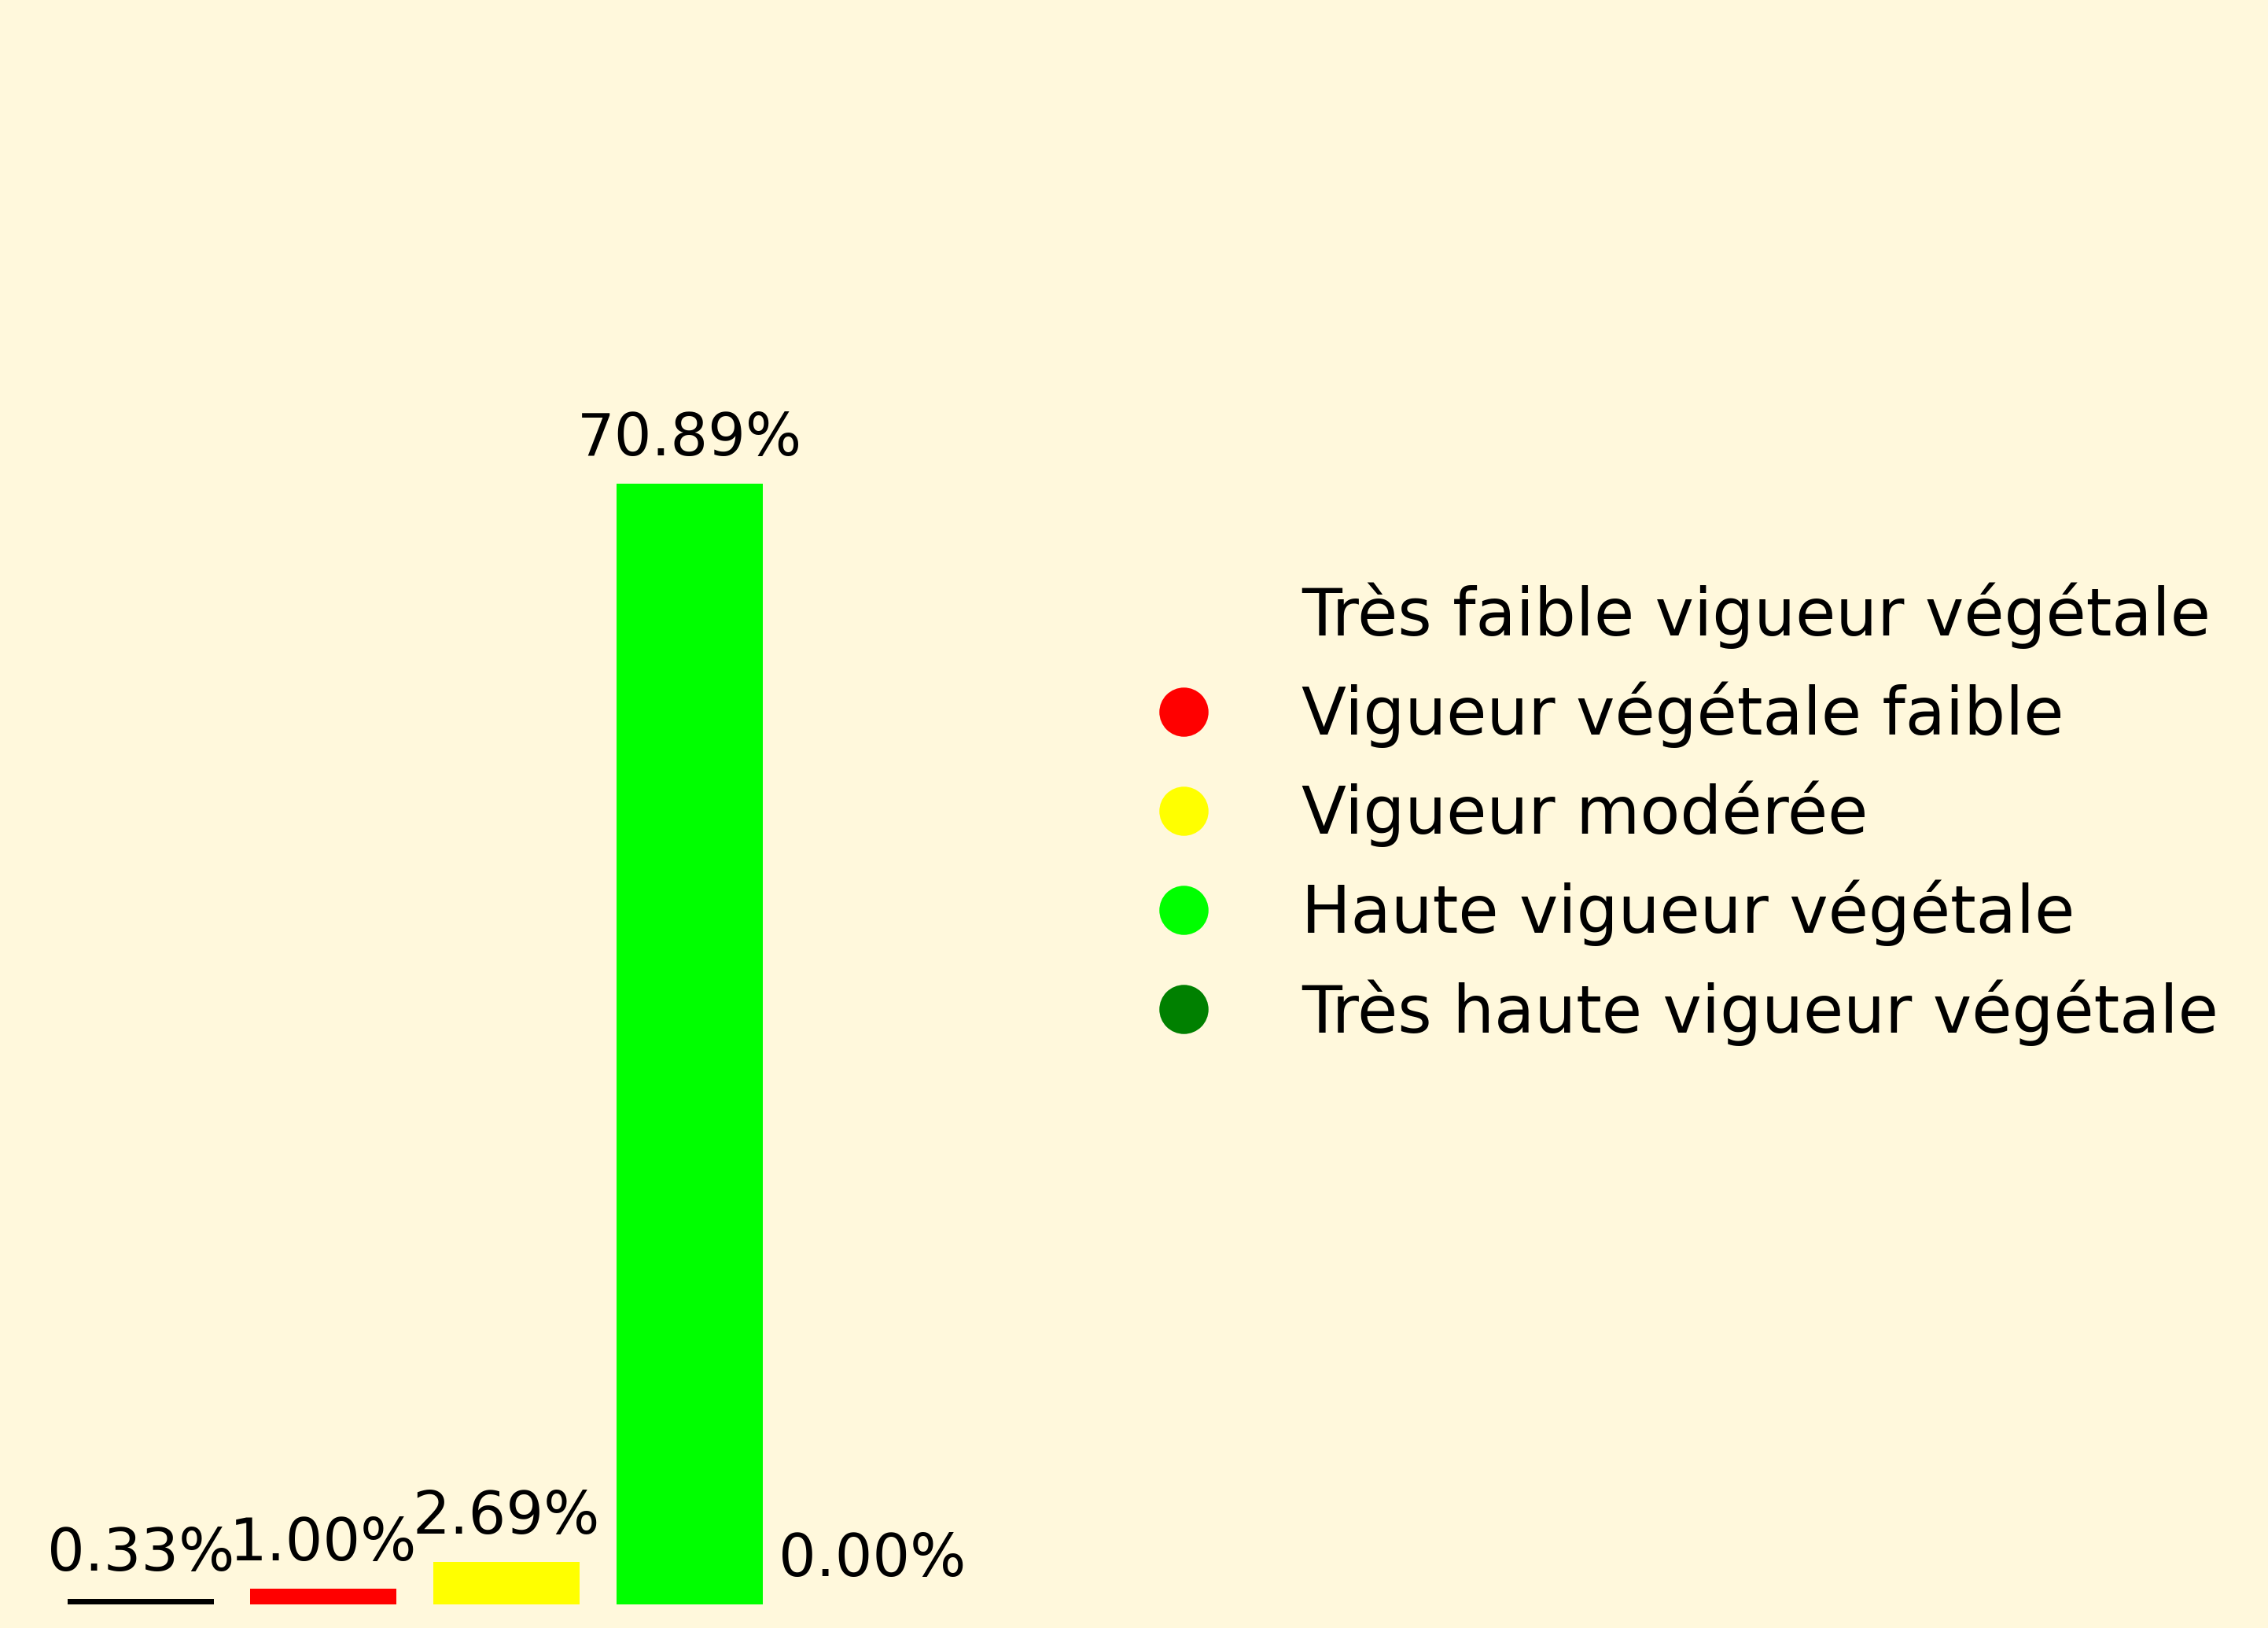 70.89%
Très faible vigueur végétale
Vigueur végétale faible
Vigueur modérée
Haute vigueur végétale
Très haute vigueur végétale
0.33%
1.00%
2.69%
0.00%